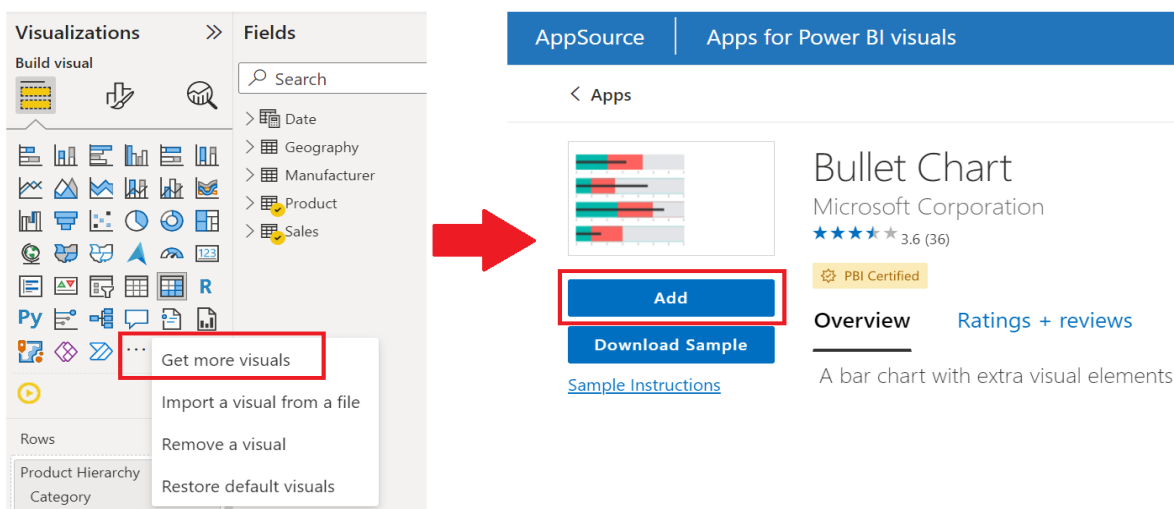 Visualizations
Build visual
123
R
Py
...
Get more visuals
Import a visual from a file
Remove a visual
Restore default visuals
Rows
Product Hierarchy
Category
Fields
Search
Date
Geography
Manufacturer
Product
Sales
AppSource
Apps for Power BI visuals
Apps
Bullet Chart
Microsoft Corporation
3.6 (36)
PBI Certified
Add
Download Sample
Sample Instructions
Overview Ratings + reviews
A bar chart with extra visual elements